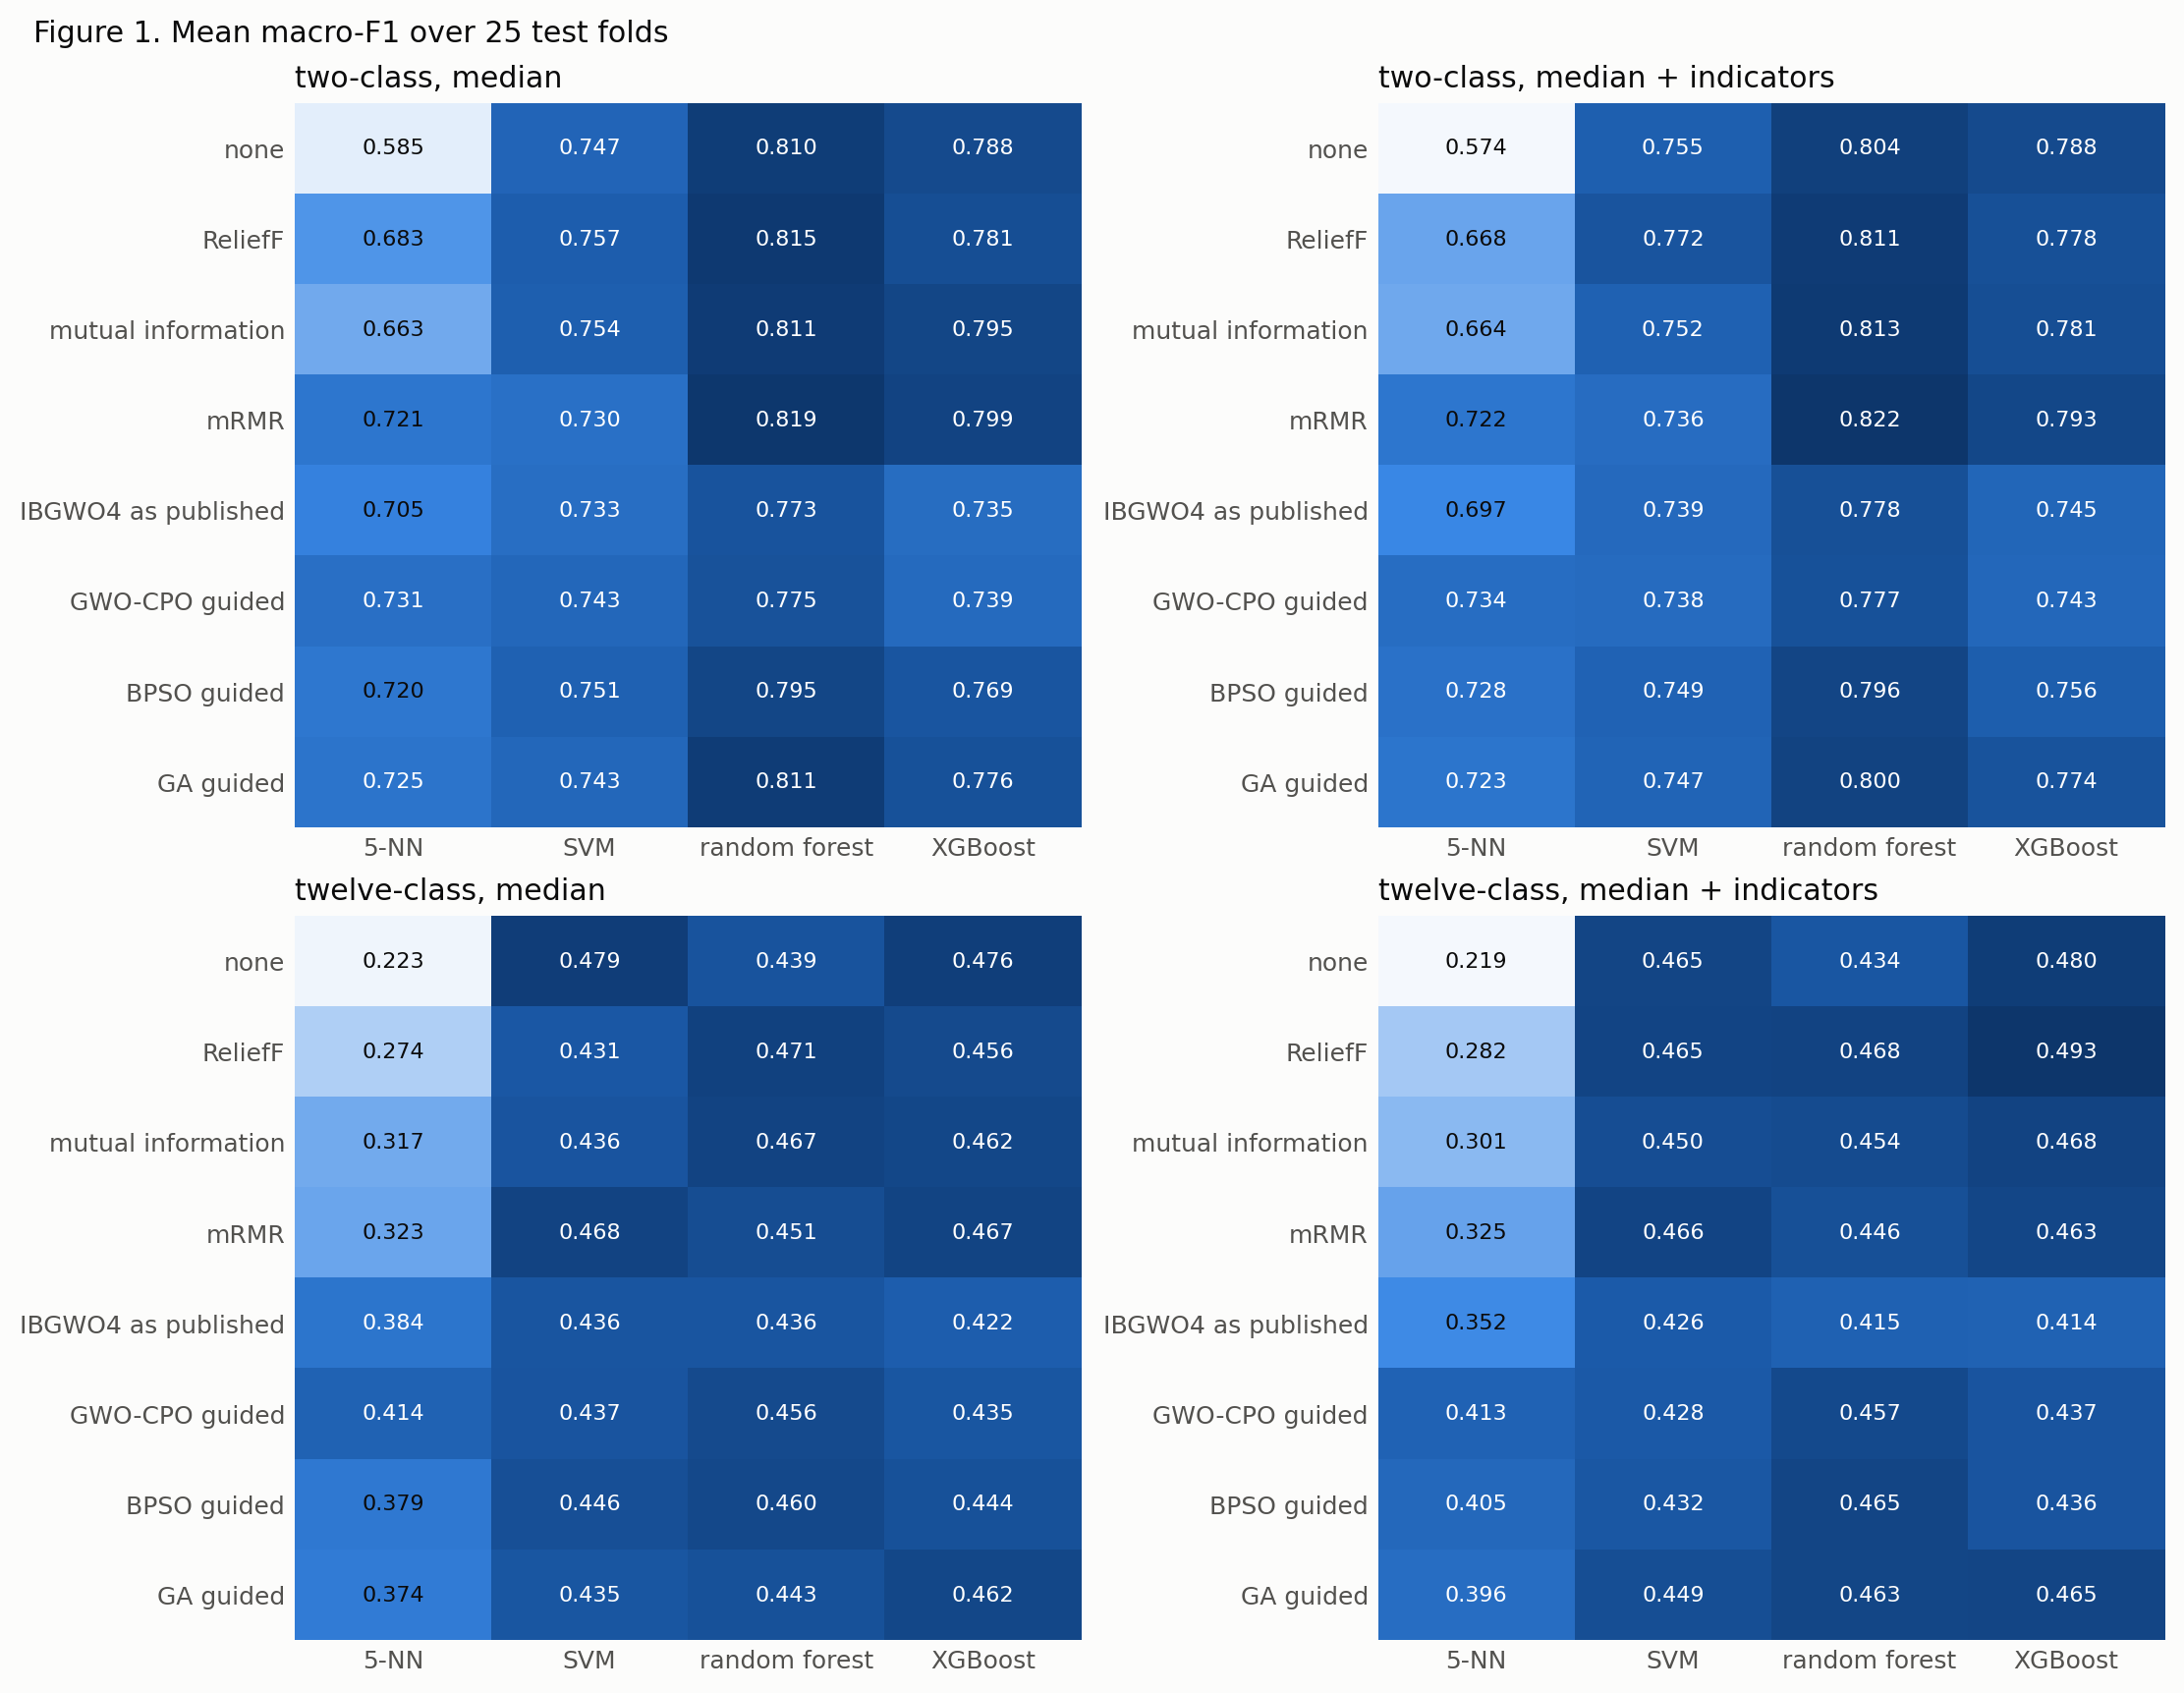 Figure 1. Mean macro-F1 over 25 test folds
two-class, median
none 0.585 0.747 0.810 0.788
ReliefF 0.683 0.757 0.815 0.781
mutual information 0.663 0.754 0.811 0.795
mRMR 0.721 0.730 0.819 0.799
IBGWO4 as published 0.705 0.733 0.773 0.735
GWO-CPO guided 0.731 0.743 0.775 0.739
BPSO guided 0.720 0.751 0.795 0.769
GA guided 0.725 0.743 0.811 0.776
5-NN SVM random forest XGBoost
two-class, median + indicators
none 0.574 0.755 0.804 0.788
ReliefF 0.668 0.772 0.811 0.778
mutual information 0.664 0.752 0.813 0.781
mRMR 0.722 0.736 0.822 0.793
IBGWO4 as published 0.697 0.739 0.778 0.745
GWO-CPO guided 0.734 0.738 0.777 0.743
BPSO guided 0.728 0.749 0.796 0.756
GA guided 0.723 0.747 0.800 0.774
5-NN SVM random forest XGBoost
twelve-class, median
none 0.223 0.479 0.439 0.476
ReliefF 0.274 0.431 0.471 0.456
mutual information 0.317 0.436 0.467 0.462
mRMR 0.323 0.468 0.451 0.467
IBGWO4 as published 0.384 0.436 0.436 0.422
GWO-CPO guided 0.414 0.437 0.456 0.435
BPSO guided 0.379 0.446 0.460 0.444
GA guided 0.374 0.435 0.443 0.462
5-NN SVM random forest XGBoost
twelve-class, median + indicators
none 0.219 0.465 0.434 0.480
ReliefF 0.282 0.465 0.468 0.493
mutual information 0.301 0.450 0.454 0.468
mRMR 0.325 0.466 0.446 0.463
IBGWO4 as published 0.352 0.426 0.415 0.414
GWO-CPO guided 0.413 0.428 0.457 0.437
BPSO guided 0.405 0.432 0.465 0.436
GA guided 0.396 0.449 0.463 0.465
5-NN SVM random forest XGBoost